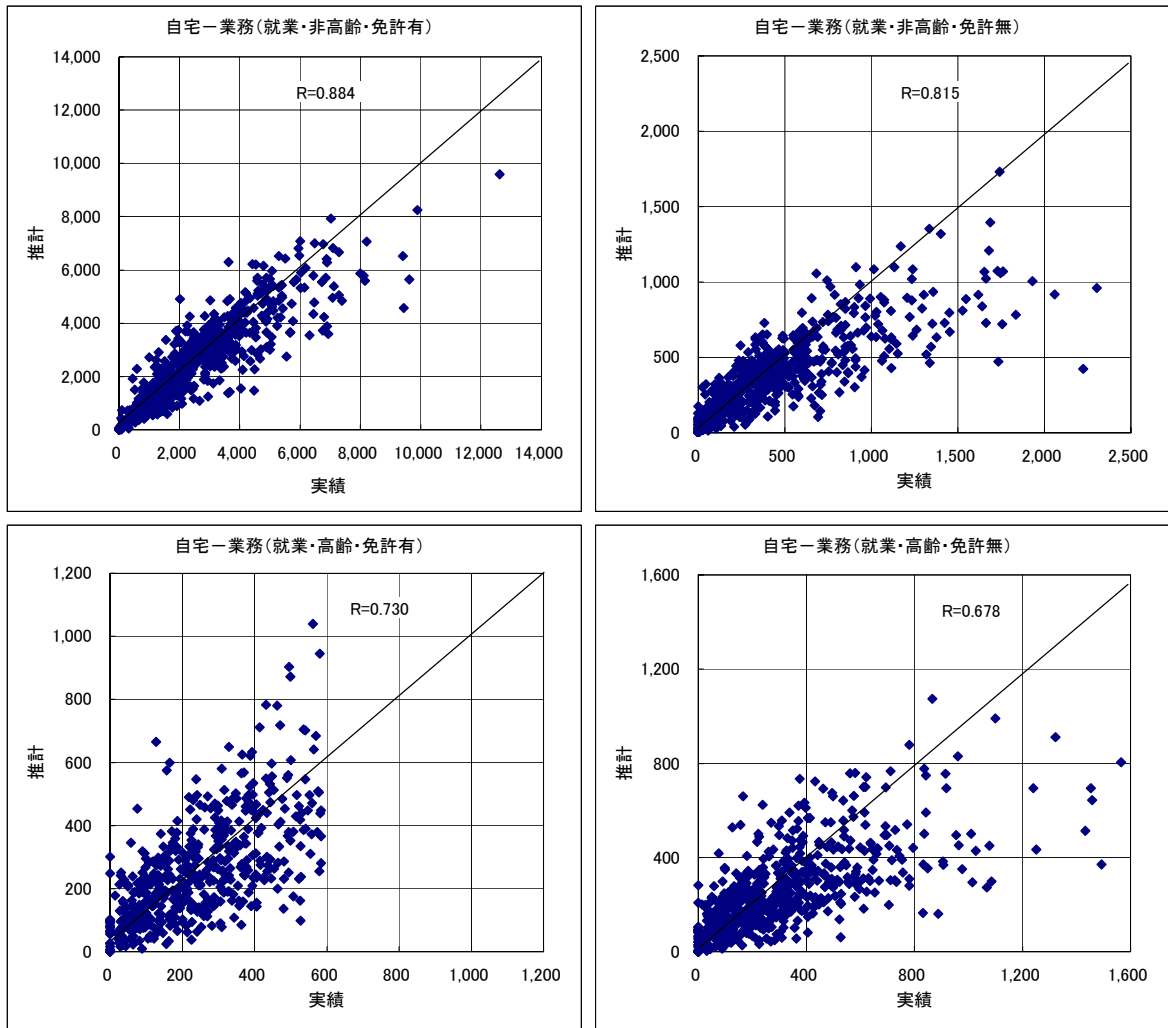 自宅－業務(就業・非高齢・免許有)
14,000
12,000
10,000
8,000
6,000
4,000
2,000
0
推計
R=0.884
0 2,000 4,000 6,000 8,000 10,000 12,000 14,000
実績
自宅－業務(就業・非高齢・免許無)
2,500
2,000
1,500
1,000
500
0
推計
R=0.815
0 500 1,000 1,500 2,000 2,500
実績
自宅－業務(就業・高齢・免許有)
1,200
1,000
800
600
400
200
0
推計
R=0.730
0 200 400 600 800 1,000 1,200
実績
自宅－業務(就業・高齢・免許無)
1,600
1,200
800
400
0
推計
R=0.678
0 400 800 1,200 1,600
実績